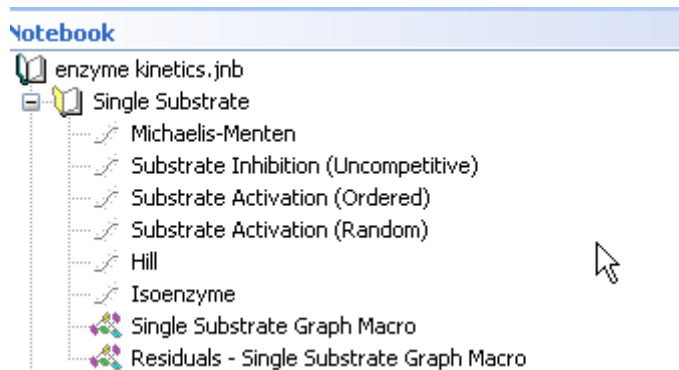 Notebook
enzyme kinetics.jnb
Single Substrate
Michaelis-Menten
Substrate Inhibition (Uncompetitive)
Substrate Activation (Ordered)
Substrate Activation (Random)
Hill
Isoenzyme
Single Substrate Graph Macro
Residuals - Single Substrate Graph Macro